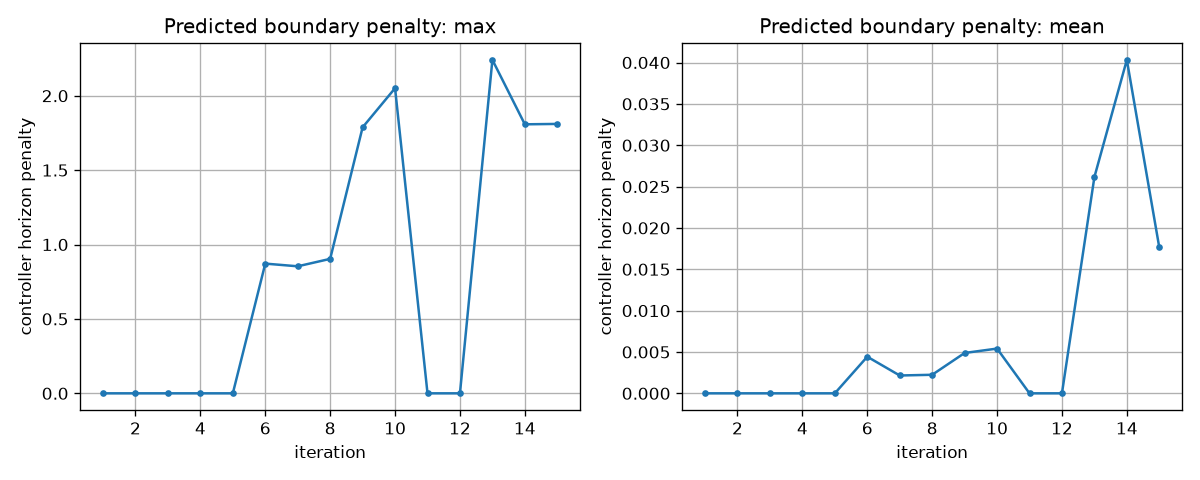 Predicted boundary penalty: max
controller horizon penalty
2.0
1.5
1.0
0.5
0.0
2 4 6 8 10 12 14
iteration
Predicted boundary penalty: mean
controller horizon penalty
0.040
0.035
0.030
0.025
0.020
0.015
0.010
0.005
0.000
2 4 6 8 10 12 14
iteration